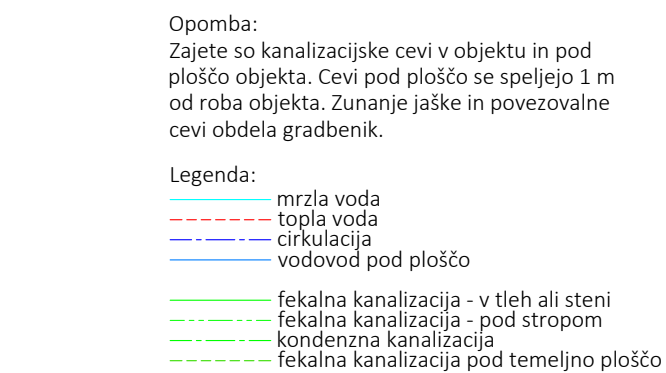 Opomba:
Zajete so kanalizacijske cevi v objektu in pod
ploščo objekta. Cevi pod ploščo se speljejo 1 m
od roba objekta. Zunanje jaške in povezovalne
cevi obdela gradbenik.
Legenda:
mrzla voda
topla voda
cirkulacija
vodovod pod ploščo
fekalna kanalizacija - v tleh ali steni
fekalna kanalizacija - pod stropom
kondenzna kanalizacija
fekalna kanalizacija pod temeljno ploščo